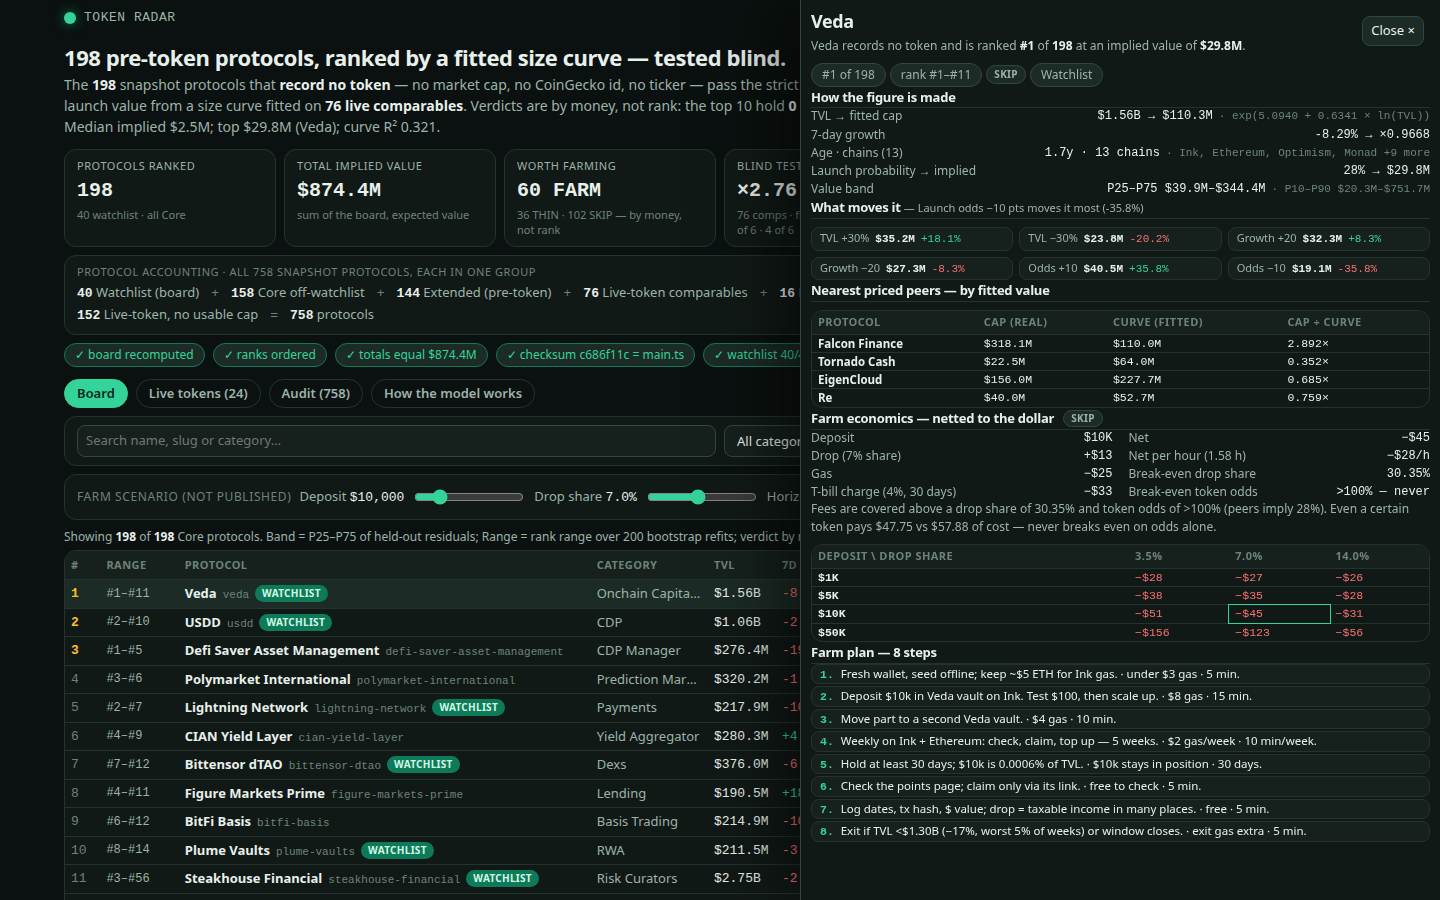 TOKEN RADAR
198 pre-token protocols, ranked by a fitted size curve — tested blind.
The 198 snapshot protocols that record no token — no market cap, no CoinGecko id, no ticker — pass the strict
launch value from a size curve fitted on 76 live comparables. Verdicts are by money, not rank: the top 10 hold 0
Median implied $2.5M; top $29.8M (Veda); curve R² 0.321.
PROTOCOLS RANKED
198
40 watchlist · all Core
TOTAL IMPLIED VALUE
$874.4M
sum of the board, expected value
WORTH FARMING
60 FARM
36 THIN · 102 SKIP — by money,
not rank
BLIND TEST
×2.76
76 comps · f
of 6 · 4 of 6
PROTOCOL ACCOUNTING · ALL 758 SNAPSHOT PROTOCOLS, EACH IN ONE GROUP
40 Watchlist (board) + 158 Core off-watchlist + 144 Extended (pre-token) + 76 Live-token comparables + 16
152 Live-token, no usable cap = 758 protocols
✓ board recomputed ✓ ranks ordered ✓ totals equal $874.4M ✓ checksum c686f11c = main.ts ✓ watchlist 40/4
Board Live tokens (24) Audit (758) How the model works
Search name, slug or category... All categor
FARM SCENARIO (NOT PUBLISHED) Deposit $10,000 Drop share 7.0% Horiz
Showing 198 of 198 Core protocols. Band = P25–P75 of held-out residuals; Range = rank range over 200 bootstrap refits; verdict by r
# RANGE PROTOCOL CATEGORY TVL 7D
1 #1–#11 Veda veda WATCHLIST Onchain Capita... $1.56B -8
2 #2–#10 USDD usdd WATCHLIST CDP $1.06B -2
3 #1–#5 Defi Saver Asset Management defi-saver-asset-management CDP Manager $276.4M -19
4 #3–#6 Polymarket International polymarket-international Prediction Mar... $320.2M -1
5 #2–#7 Lightning Network lightning-network WATCHLIST Payments $217.9M -10
6 #4–#9 CIAN Yield Layer cian-yield-layer Yield Aggregator $280.3M +4
7 #7–#12 Bittensor dTAO bittensor-dtao WATCHLIST Dexs $376.0M -6
8 #4–#11 Figure Markets Prime figure-markets-prime Lending $190.5M +18
9 #6–#12 BitFi Basis bitfi-basis Basis Trading $214.9M -10
10 #8–#14 Plume Vaults plume-vaults WATCHLIST RWA $211.5M -3
11 #3–#56 Steakhouse Financial steakhouse-financial WATCHLIST Risk Curators $2.75B -2
Veda
Close ×
Veda records no token and is ranked #1 of 198 at an implied value of $29.8M.
#1 of 198 rank #1–#11 SKIP Watchlist
How the figure is made
TVL → fitted cap $1.56B → $110.3M · exp(5.0940 + 0.6341 × ln(TVL))
7-day growth -8.29% → ×0.9668
Age · chains (13) 1.7y · 13 chains · Ink, Ethereum, Optimism, Monad +9 more
Launch probability → implied 28% → $29.8M
Value band P25–P75 $39.9M–$344.4M · P10–P90 $20.3M–$751.7M
What moves it — Launch odds −10 pts moves it most (-35.8%)
TVL +30% $35.2M +18.1% TVL −30% $23.8M -20.2% Growth +20 $32.3M +8.3%
Growth −20 $27.3M -8.3% Odds +10 $40.5M +35.8% Odds −10 $19.1M -35.8%
Nearest priced peers — by fitted value
PROTOCOL CAP (REAL) CURVE (FITTED) CAP ÷ CURVE
Falcon Finance $318.1M $110.0M 2.892×
Tornado Cash $22.5M $64.0M 0.352×
EigenCloud $156.0M $227.7M 0.685×
Re $40.0M $52.7M 0.759×
Farm economics — netted to the dollar SKIP
Deposit $10K Net −$45
Drop (7% share) +$13 Net per hour (1.58 h) −$28/h
Gas −$25 Break-even drop share 30.35%
T-bill charge (4%, 30 days) −$33 Break-even token odds >100% — never
Fees are covered above a drop share of 30.35% and token odds of >100% (peers imply 28%). Even a certain
token pays $47.75 vs $57.88 of cost — never breaks even on odds alone.
DEPOSIT \ DROP SHARE 3.5% 7.0% 14.0%
$1K −$28 −$27 −$26
$5K −$38 −$35 −$28
$10K −$51 −$45 −$31
$50K −$156 −$123 −$56
Farm plan — 8 steps
1. Fresh wallet, seed offline; keep ~$5 ETH for Ink gas. · under $3 gas · 5 min.
2. Deposit $10k in Veda vault on Ink. Test $100, then scale up. · $8 gas · 15 min.
3. Move part to a second Veda vault. · $4 gas · 10 min.
4. Weekly on Ink + Ethereum: check, claim, top up — 5 weeks. · $2 gas/week · 10 min/week.
5. Hold at least 30 days; $10k is 0.0006% of TVL. · $10k stays in position · 30 days.
6. Check the points page; claim only via its link. · free to check · 5 min.
7. Log dates, tx hash, $ value; drop = taxable income in many places. · free · 5 min.
8. Exit if TVL <$1.30B (−17%, worst 5% of weeks) or window closes. · exit gas extra · 5 min.